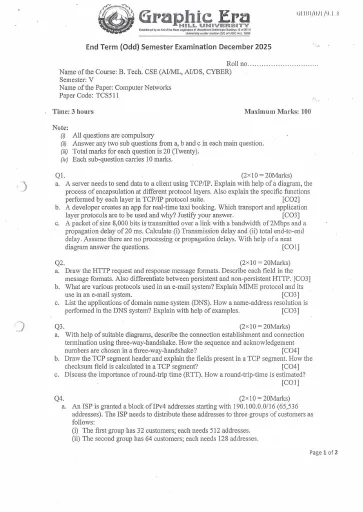 Graphic Era
HILL UNIVERSITY
End Term (Odd) Semester Examination December 2025
Roll no..............................
Name of the Course: B. Tech. CSE (AI/ML, AI/DS, CYBER)
Semester: V
Name of the Paper: Computer Networks
Paper Code: TCS511
Time: 3 hours Maximum Marks: 100
Note:
(i) All questions are compulsory
(ii) Answer any two sub questions from a, b and c in each main question.
(iii) Total marks for each question is 20 (Twenty).
(iv) Each sub-question carries 10 marks.
Q1. (2×10 = 20Marks)
a. A server needs to send data to a client using TCP/IP. Explain with help of a diagram, the
process of encapsulation at different protocol layers. Also explain the specific functions
performed by each layer in TCP/IP protocol suite. [CO2]
b. A developer creates an app for real-time taxi booking. Which transport and application
layer protocols are to be used and why? Justify your answer. [CO3]
c. A packet of size 8,000 bits is transmitted over a link with a bandwidth of 2Mbps and a
propagation delay of 20 ms. Calculate (i) Transmission delay and (ii) total end-to-end
delay. Assume there are no processing or propagation delays. With help of a neat
diagram answer the questions. [CO1]
Q2. (2×10 = 20Marks)
a. Draw the HTTP request and response message formats. Describe each field in the
message formats. Also differentiate between persistent and non-persistent HTTP. [CO3]
b. What are various protocols used in an e-mail system? Explain MIME protocol and its
use in an e-mail system. [CO3]
c. List the applications of domain name system (DNS). How a name-address resolution is
performed in the DNS system? Explain with help of examples. [CO3]
Q3. (2×10 = 20Marks)
a. With help of suitable diagrams, describe the connection establishment and connection
termination using three-way-handshake. How the sequence and acknowledgement
numbers are chosen in a three-way-handshake? [CO4]
b. Draw the TCP segment header and explain the fields present in a TCP segment. How the
checksum field is calculated in a TCP segment? [CO4]
c. Discuss the importance of round-trip time (RTT). How a round-trip-time is estimated?
[CO1]
Q4. (2×10 = 20Marks)
a. An ISP is granted a block of IPv4 addresses starting with 190.100.0.0/16 (65,536
addresses). The ISP needs to distribute these addresses to three groups of customers as
follows:
(i) The first group has 32 customers; each needs 512 addresses.
(ii) The second group has 64 customers; each needs 128 addresses.
Page 1 of 2